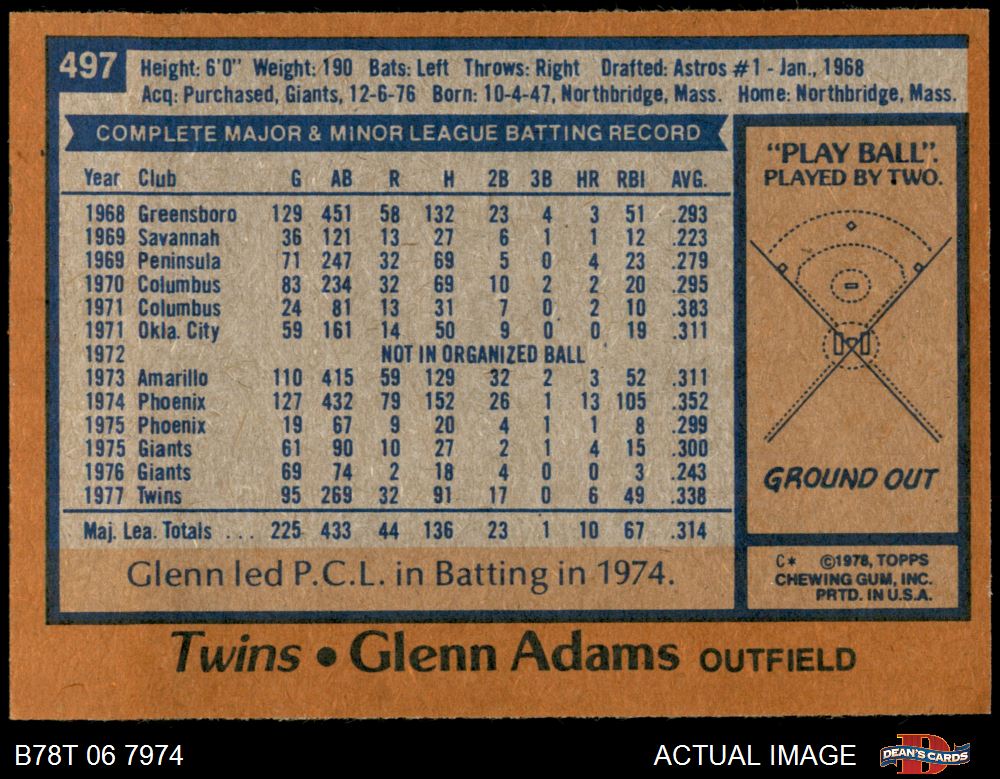 497
Height: 6'0" Weight: 190 Bats: Left Throws: Right Drafted: Astros #1 - Jan., 1968
Acq: Purchased, Giants, 12-6-76 Born: 10-4-47, Northbridge, Mass. Home: Northbridge, Mass.
COMPLETE MAJOR & MINOR LEAGUE BATTING RECORD
Year Club G AB R H 2B 3B HR RBI AVG.
1968 Greensboro 129 451 58 132 23 4 3 51 .293
1969 Savannah 36 121 13 27 6 1 1 12 .223
1969 Peninsula 71 247 32 69 5 0 4 23 .279
1970 Columbus 83 234 32 69 10 2 2 20 .295
1971 Columbus 24 81 13 31 7 0 2 10 .383
1971 Okla. City 59 161 14 50 9 0 0 19 .311
1972 NOT IN ORGANIZED BALL
1973 Amarillo 110 415 59 129 32 2 3 52 .311
1974 Phoenix 127 432 79 152 26 1 13 105 .352
1975 Phoenix 19 67 9 20 4 1 1 8 .299
1975 Giants 61 90 10 27 2 1 4 15 .300
1976 Giants 69 74 2 18 4 0 0 3 .243
1977 Twins 95 269 32 91 17 0 6 49 .338
Maj. Lea. Totals ... 225 433 44 136 23 1 10 67 .314
Glenn led P.C.L. in Batting in 1974.
"PLAY BALL".
PLAYED BY TWO.
GROUND OUT
C* ©1978, TOPPS
CHEWING GUM, INC.
PRTD. IN U.S.A.
Twins • Glenn Adams OUTFIELD
B78T 06 7974
ACTUAL IMAGE
D
DEAN'S CARDS